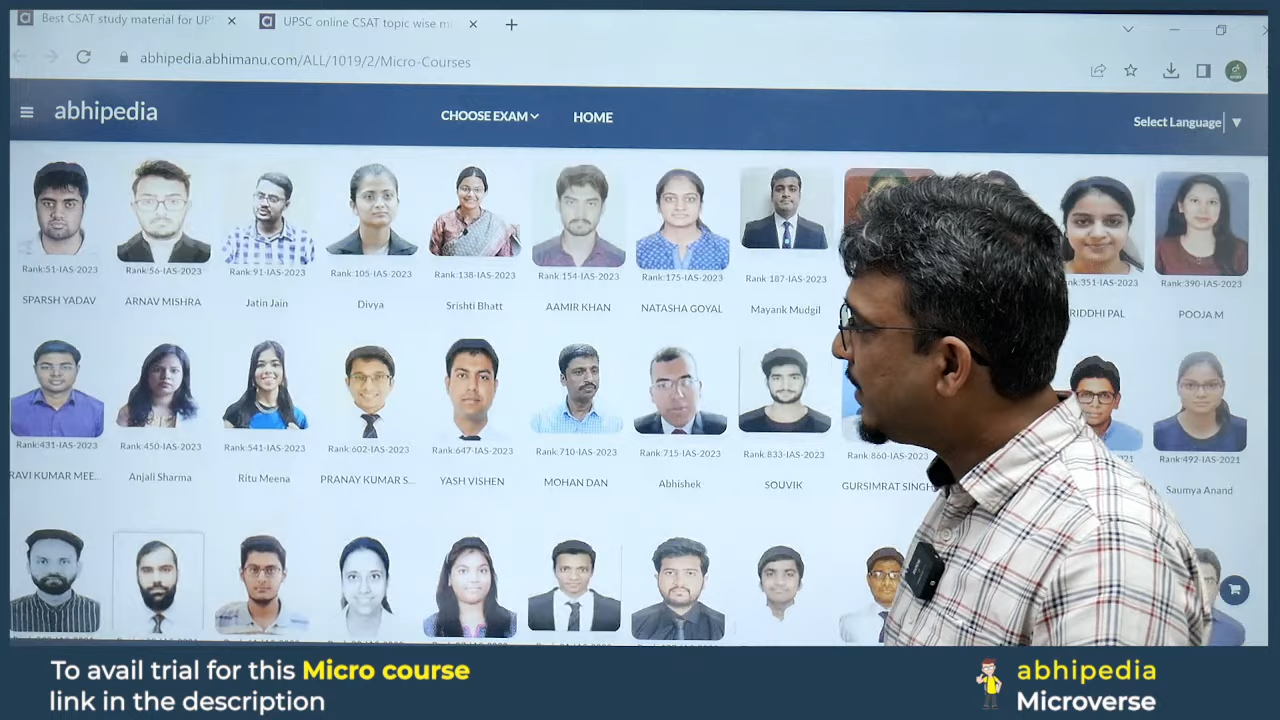 Best CSAT study material for UP
UPSC online CSAT topic wise m
abhipedia.abhimanu.com/ALL/1019/2/Micro-Courses
abhipedia
CHOOSE EXAM
HOME
Select Language
Rank:51-IAS-2023
Rank:56-IAS-2023
Rank:91-IAS-2023
Rank:105-IAS-2023
Rank:138-IAS-2023
Rank:154-IAS-2023
Rank:175-IAS-2023
Rank:187-IAS-2023
nk:351-IAS-2023
Rank:390-IAS-2023
SPARSH YADAV
ARNAV MISHRA
Jatin Jain
Divya
Srishti Bhatt
AAMIR KHAN
NATASHA GOYAL
Mayank Mudgil
RIDDHI PAL
POOJA M
Rank:431-IAS-2023
Rank:450-IAS-2023
Rank:541-IAS-2023
Rank:602-IAS-2023
Rank:647-IAS-2023
Rank:710-IAS-2023
Rank:715-IAS-2023
Rank:833-IAS-2023
Rank:860-IAS-2023
2021
Rank:492-IAS-2021
RAVI KUMAR MEE...
Anjali Sharma
Ritu Meena
PRANAY KUMAR S...
YASH VISHEN
MOHAN DAN
Abhishek
SOUVIK
GURSIMRAT SINGH
Saumya Anand
To avail trial for this Micro course
link in the description
abhipedia
Microverse